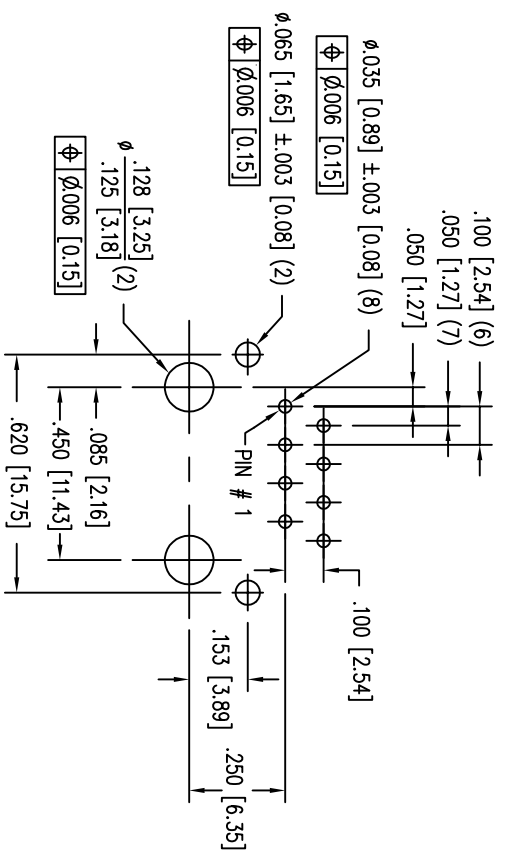 .100 [2.54] (6)
.050 [1.27] (7)
.050 [1.27]
ø.035 [0.89] ±.003 [0.08] (8)
⌖ Ø.006 [0.15]
ø.065 [1.65] ±.003 [0.08] (2)
⌖ Ø.006 [0.15]
ø .128 [3.25]
.125 [3.18] (2)
⌖ Ø.006 [0.15]
PIN # 1
.100 [2.54]
.153 [3.89]
.250 [6.35]
.085 [2.16]
.450 [11.43]
.620 [15.75]